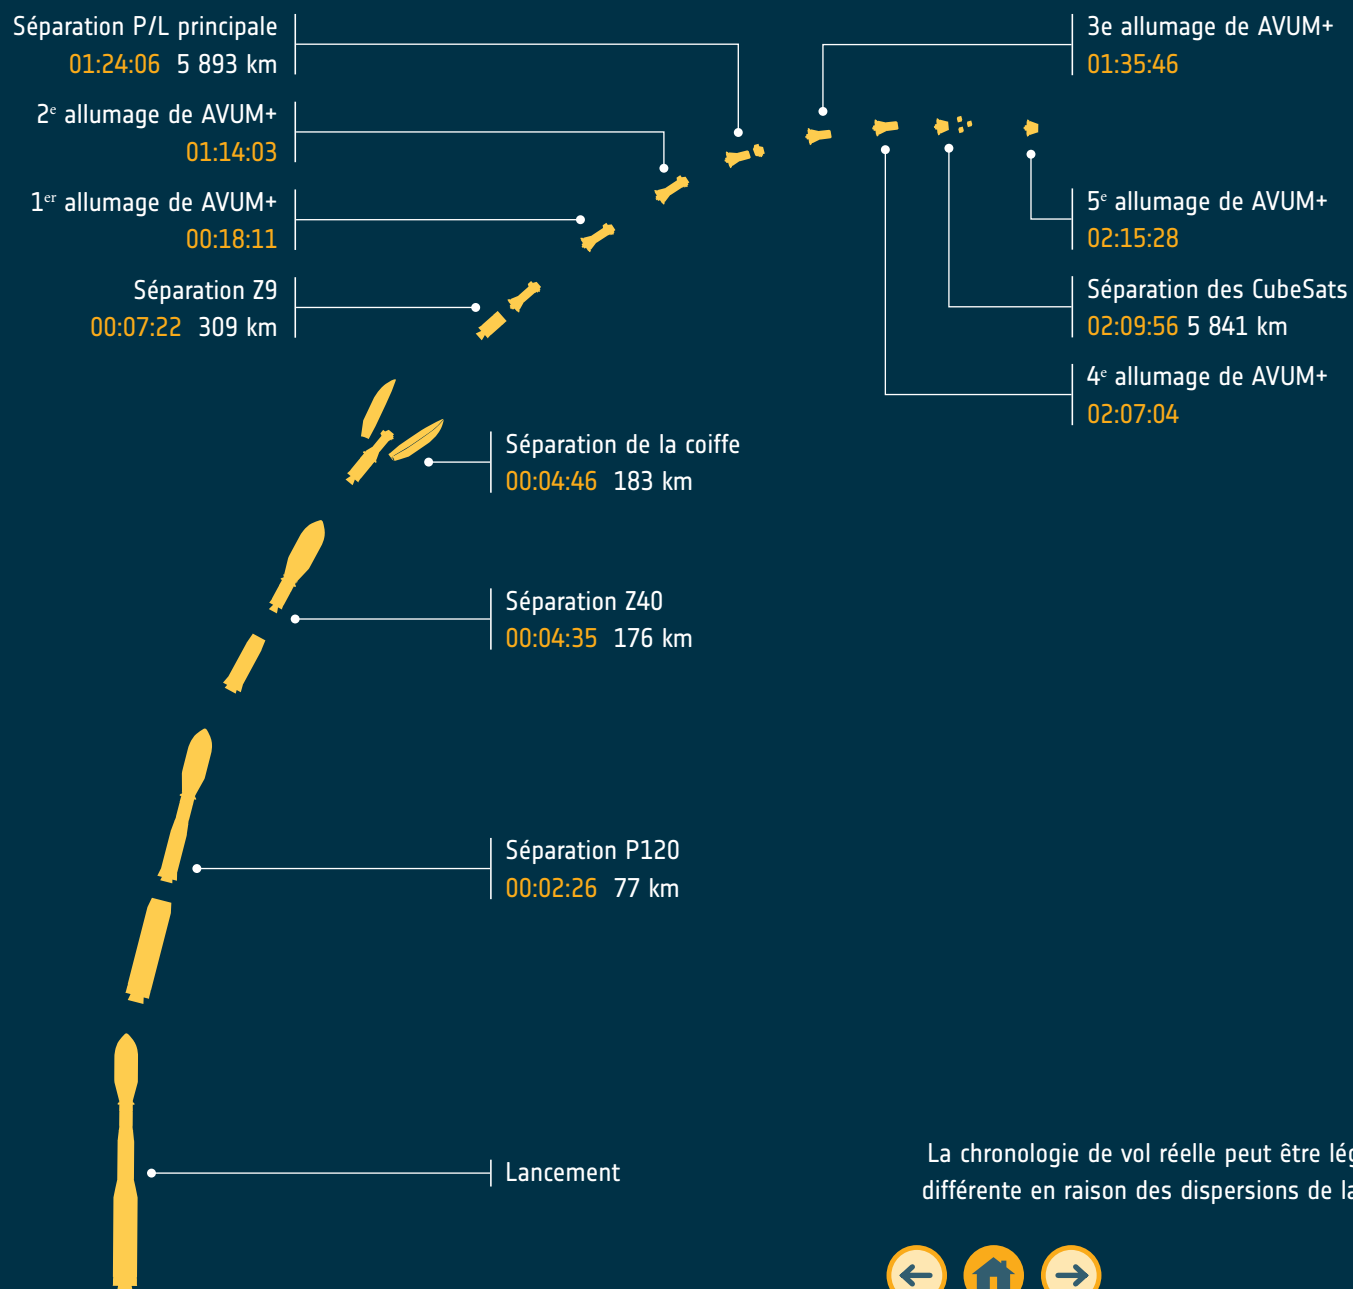 Séparation P/L principale
01:24:06 5 893 km
2e allumage de AVUM+
01:14:03
1er allumage de AVUM+
00:18:11
Séparation Z9
00:07:22 309 km
3e allumage de AVUM+
01:35:46
5e allumage de AVUM+
02:15:28
Séparation des CubeSats
02:09:56 5 841 km
4e allumage de AVUM+
02:07:04
Séparation de la coiffe
00:04:46 183 km
Séparation Z40
00:04:35 176 km
Séparation P120
00:02:26 77 km
Lancement
La chronologie de vol réelle peut être
différente en raison des dispersions de